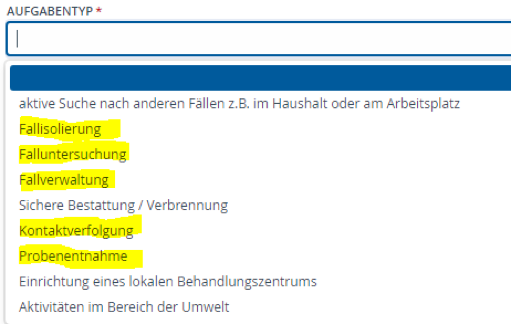 AUFGABENTYP *
aktive Suche nach anderen Fällen z.B. im Haushalt oder am Arbeitsplatz
Fallisolierung
Falluntersuchung
Fallverwaltung
Sichere Bestattung / Verbrennung
Kontaktverfolgung
Probenentnahme
Einrichtung eines lokalen Behandlungszentrums
Aktivitäten im Bereich der Umwelt